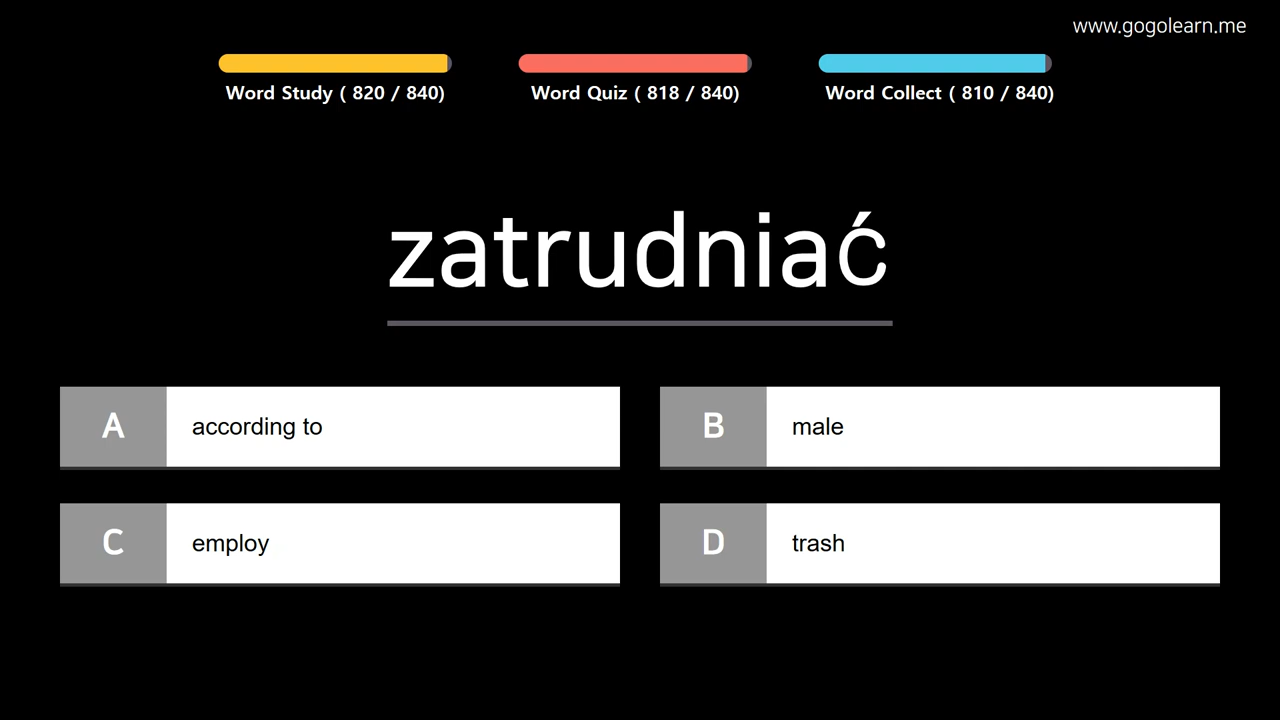 www.gogolearn.me
Word Study ( 820 / 840)
Word Quiz ( 818 / 840)
Word Collect ( 810 / 840)
zatrudniać
A according to
B male
C employ
D trash